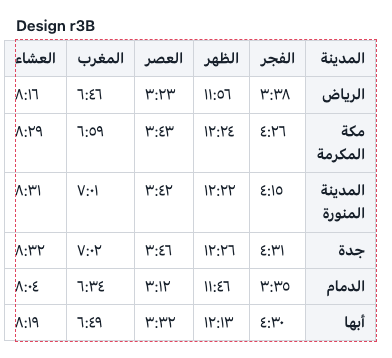 Design r3B
المدينة الفجر الظهر العصر المغرب العشاء
الرياض ٣:٣٨ ١١:٥٦ ٣:٢٣ ٦:٤٦ ٨:١٦
مكة المكرمة ٤:٢٦ ١٢:٢٤ ٣:٤٣ ٦:٥٩ ٨:٢٩
المدينة المنورة ٤:١٥ ١٢:٢٢ ٣:٤٢ ٧:٠١ ٨:٣١
جدة ٤:٣١ ١٢:٢٦ ٣:٤٦ ٧:٠٢ ٨:٣٢
الدمام ٣:٣٥ ١١:٤٦ ٣:١٢ ٦:٣٤ ٨:٠٤
أبها ٤:٣٠ ١٢:١٣ ٣:٣٢ ٦:٤٩ ٨:١٩